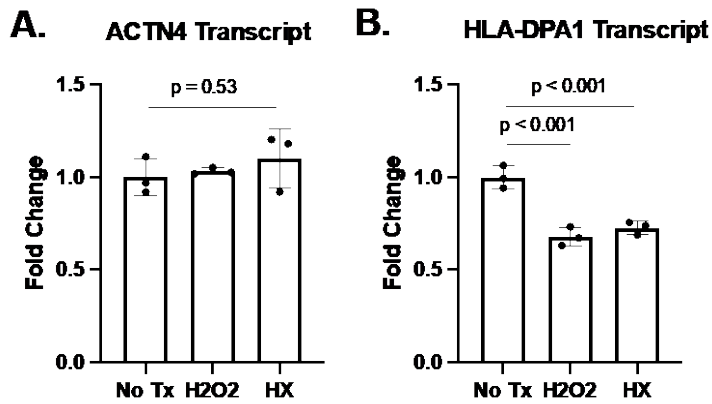 A.
ACTN4 Transcript
Fold Change
1.5
1.0
0.5
0.0
p = 0.53
No Tx H2O2 HX
B.
HLA-DPA1 Transcript
Fold Change
1.5
1.0
0.5
0.0
p < 0.001
p < 0.001
No Tx H2O2 HX